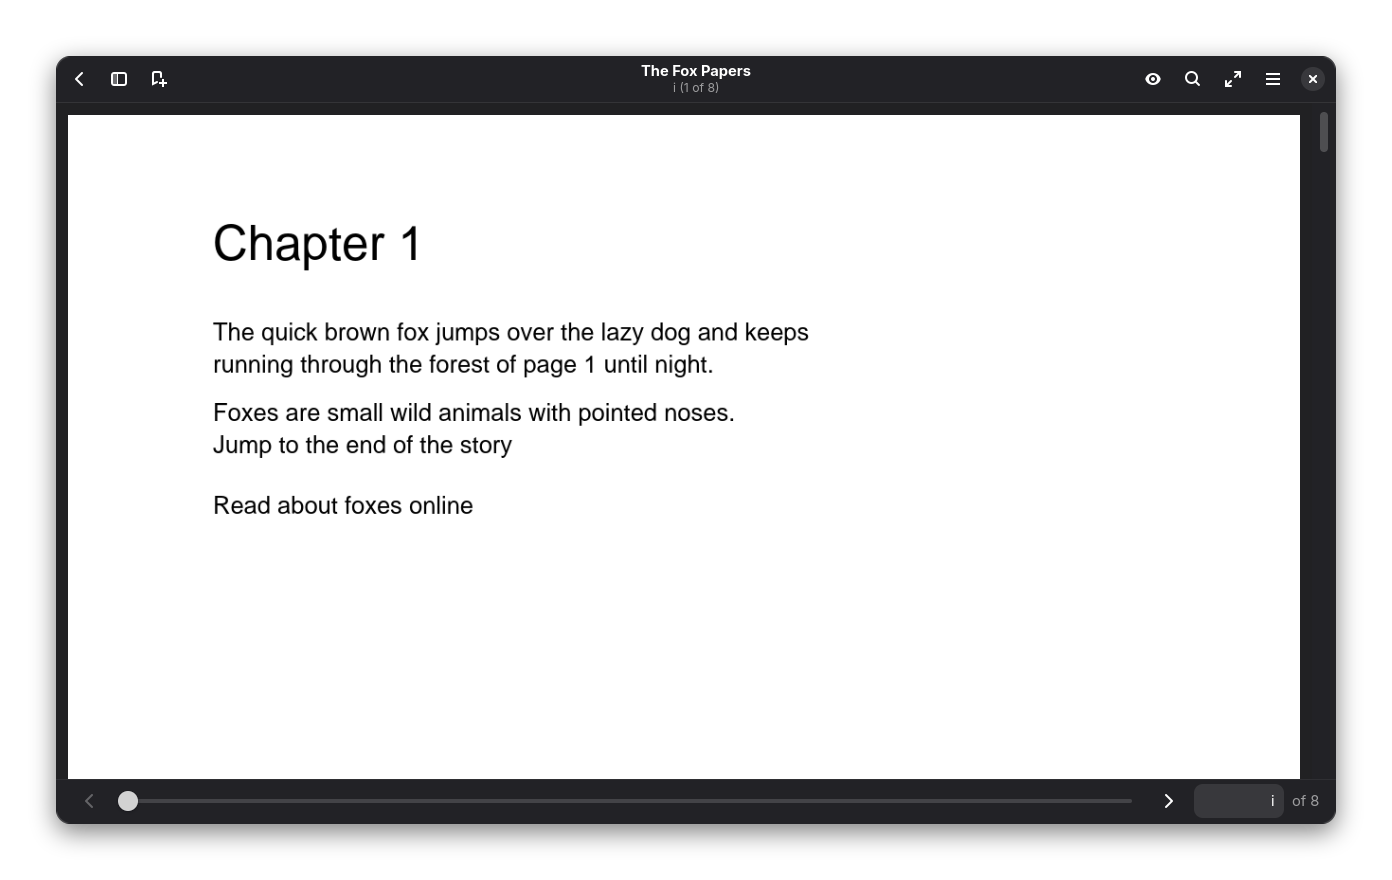 The Fox Papers
i (1 of 8)
Chapter 1
The quick brown fox jumps over the lazy dog and keeps
running through the forest of page 1 until night.
Foxes are small wild animals with pointed noses.
Jump to the end of the story
Read about foxes online
i of 8